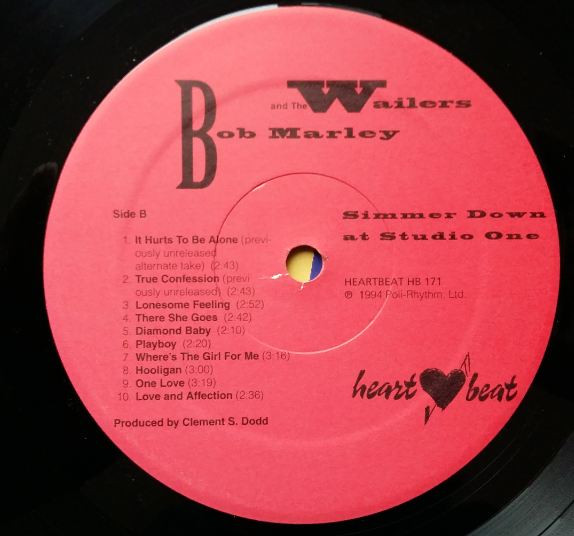 and The Wailers
Bob Marley
Side B
Simmer Down
at Studio One
1. It Hurts To Be Alone (previ-
ously unreleased
alternate take) (2:43)
2. True Confession (previ
ously unreleased) (2:43)
3 Lonesome Feeling (2:52)
4. There She Goes (2:42)
5. Diamond Baby (2:10)
6. Playboy (2:20)
7 Where's The Girl For Me (3:16)
8. Hooligan (3:00)
9. One Love (3:19)
10. Love and Affection (2:36)
Produced by Clement S. Dodd
HEARTBEAT HB 171
℗ 1994 Poli-Rhythm, Ltd.
heart beat